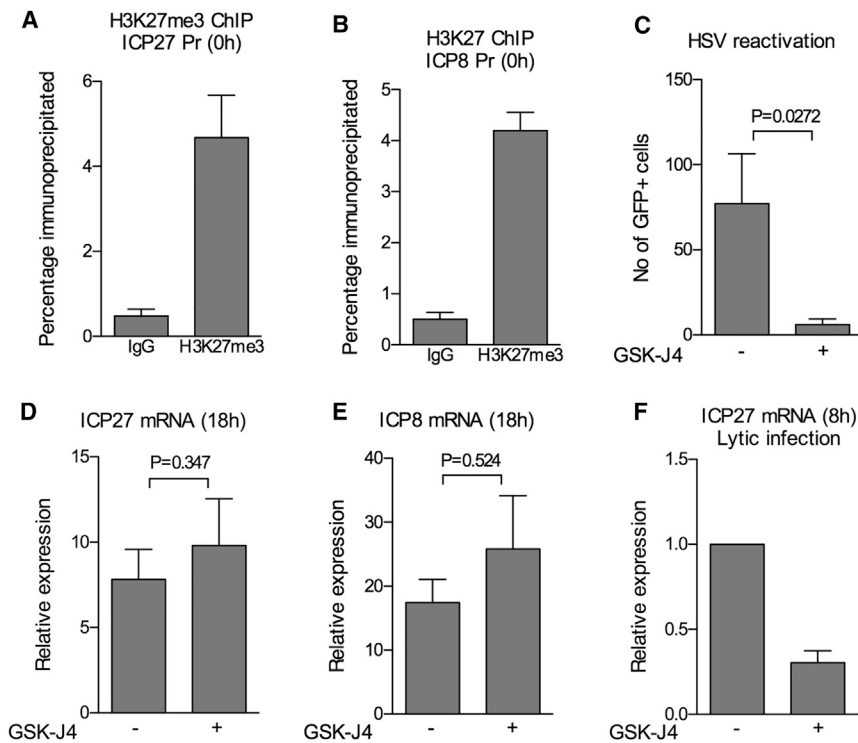 A
H3K27me3 ChIP
ICP27 Pr (0h)
Percentage immunoprecipitated
6
4
2
0
IgG H3K27me3
B
H3K27 ChIP
ICP8 Pr (0h)
Percentage immunoprecipitated
5
4
3
2
1
0
IgG H3K27me3
C
HSV reactivation
No of GFP+ cells
150
100
50
0
P=0.0272
GSK-J4 - +
D
ICP27 mRNA (18h)
Relative expression
15
10
5
0
P=0.347
GSK-J4 - +
E
ICP8 mRNA (18h)
Relative expression
40
30
20
10
0
P=0.524
GSK-J4 - +
F
ICP27 mRNA (8h)
Lytic infection
Relative expression
1.5
1.0
0.5
0.0
GSK-J4 - +